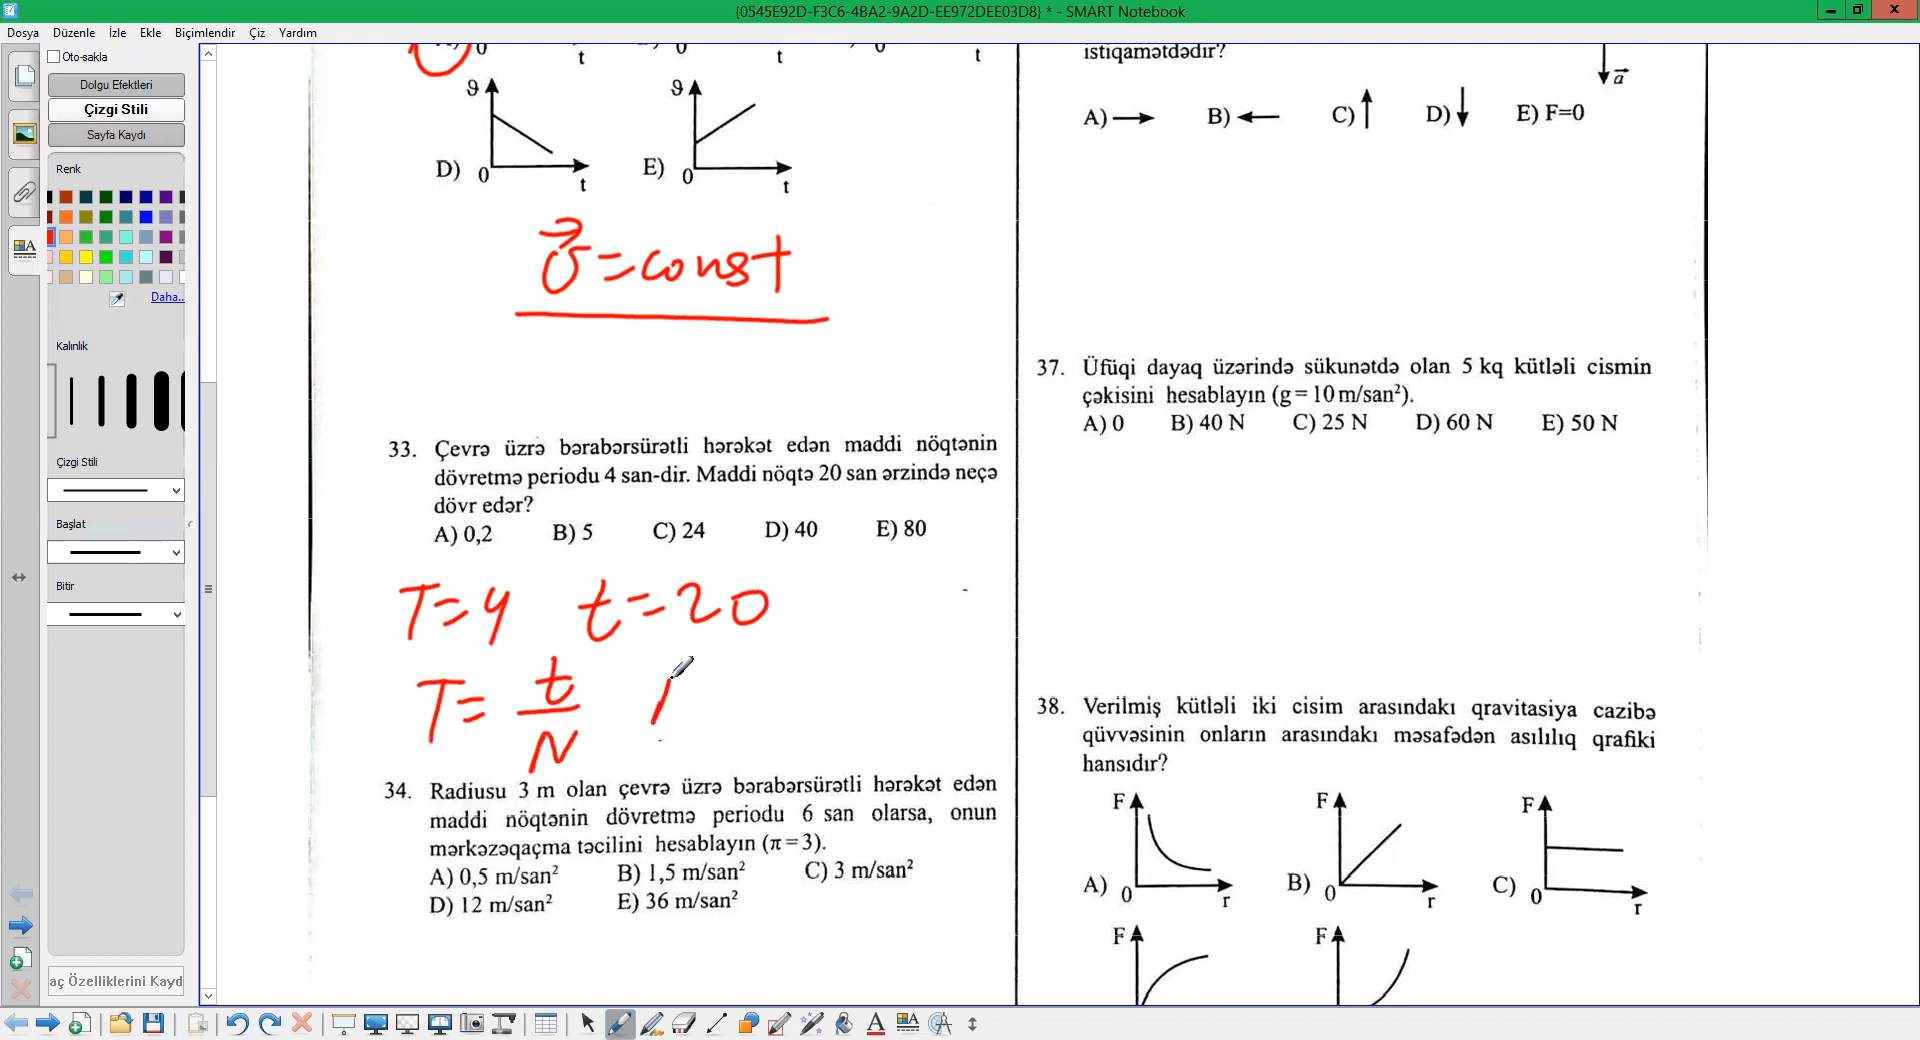 {0545E92D-F3C6-4BA2-9A2D-EE972DEE03D8} * - SMART Notebook
Dosya Düzenle İzle Ekle Biçimlendir Çiz Yardım
Oto-sakla
Dolgu Efektleri
Çizgi Stili
Sayfa Kaydı
Renk
Daha..
Kalınlık
Çizgi Stili
Başlat
Bitir
aç Özelliklerini Kayd
0 t 0 t 0 t
D) ϑ 0 t
E) ϑ 0 t
ʋ⃗ = const
33. Çevrə üzrə bərabərsürətli hərəkət edən maddi nöqtənin
dövretmə periodu 4 san-dir. Maddi nöqtə 20 san ərzində neçə
dövr edər?
A) 0,2 B) 5 C) 24 D) 40 E) 80
T=4 t=20
T= t/N
34. Radiusu 3 m olan çevrə üzrə bərabərsürətli hərəkət edən
maddi nöqtənin dövretmə periodu 6 san olarsa, onun
mərkəzəqaçma təcilini hesablayın (π=3).
A) 0,5 m/san² B) 1,5 m/san² C) 3 m/san²
D) 12 m/san² E) 36 m/san²
istiqamətdədir?
a⃗
A) → B) ← C) ↑ D) ↓ E) F=0
37. Üfüqi dayaq üzərində sükunətdə olan 5 kq kütləli cismin
çəkisini hesablayın (g=10 m/san²).
A) 0 B) 40 N C) 25 N D) 60 N E) 50 N
38. Verilmiş kütləli iki cisim arasındakı qravitasiya cazibə
qüvvəsinin onların arasındakı məsafədən asılılıq qrafiki
hansıdır?
A) F 0 r
B) F 0 r
C) F 0 r
F F